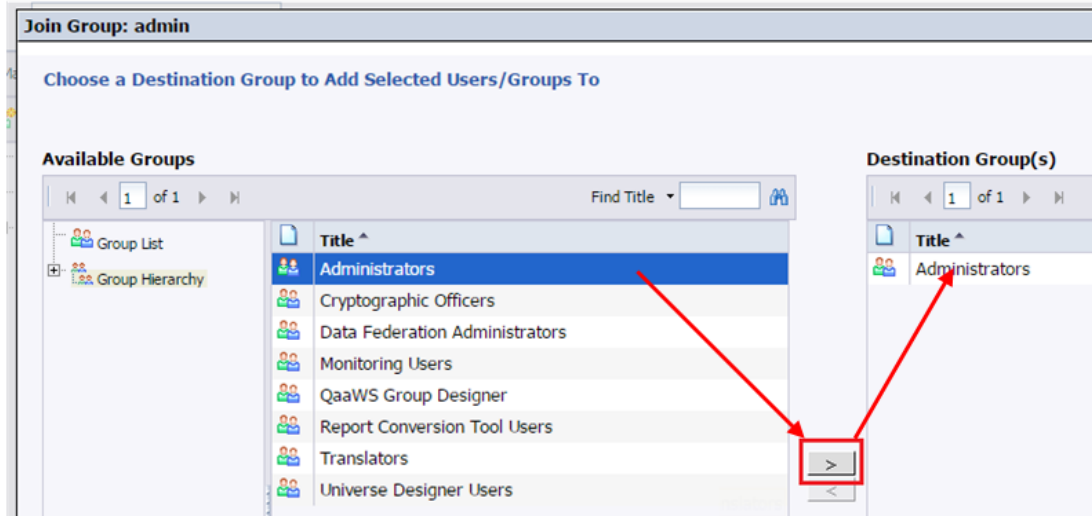 Join Group: admin
Choose a Destination Group to Add Selected Users/Groups To
Available Groups
Destination Group(s)
1 of 1
Find Title
1 of 1
Group List
Group Hierarchy
Title
Administrators
Cryptographic Officers
Data Federation Administrators
Monitoring Users
QaaWS Group Designer
Report Conversion Tool Users
Translators
Universe Designer Users
>
<
Title
Administrators